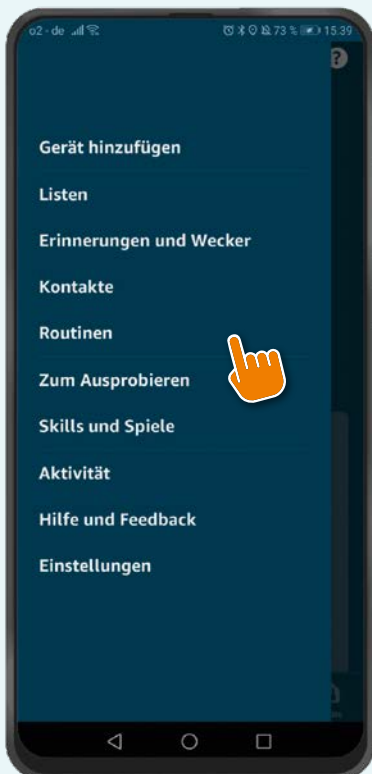 o2 - de 73 % 15:39
?
Gerät hinzufügen
Listen
Erinnerungen und Wecker
Kontakte
Routinen
Zum Ausprobieren
Skills und Spiele
Aktivität
Hilfe und Feedback
Einstellungen